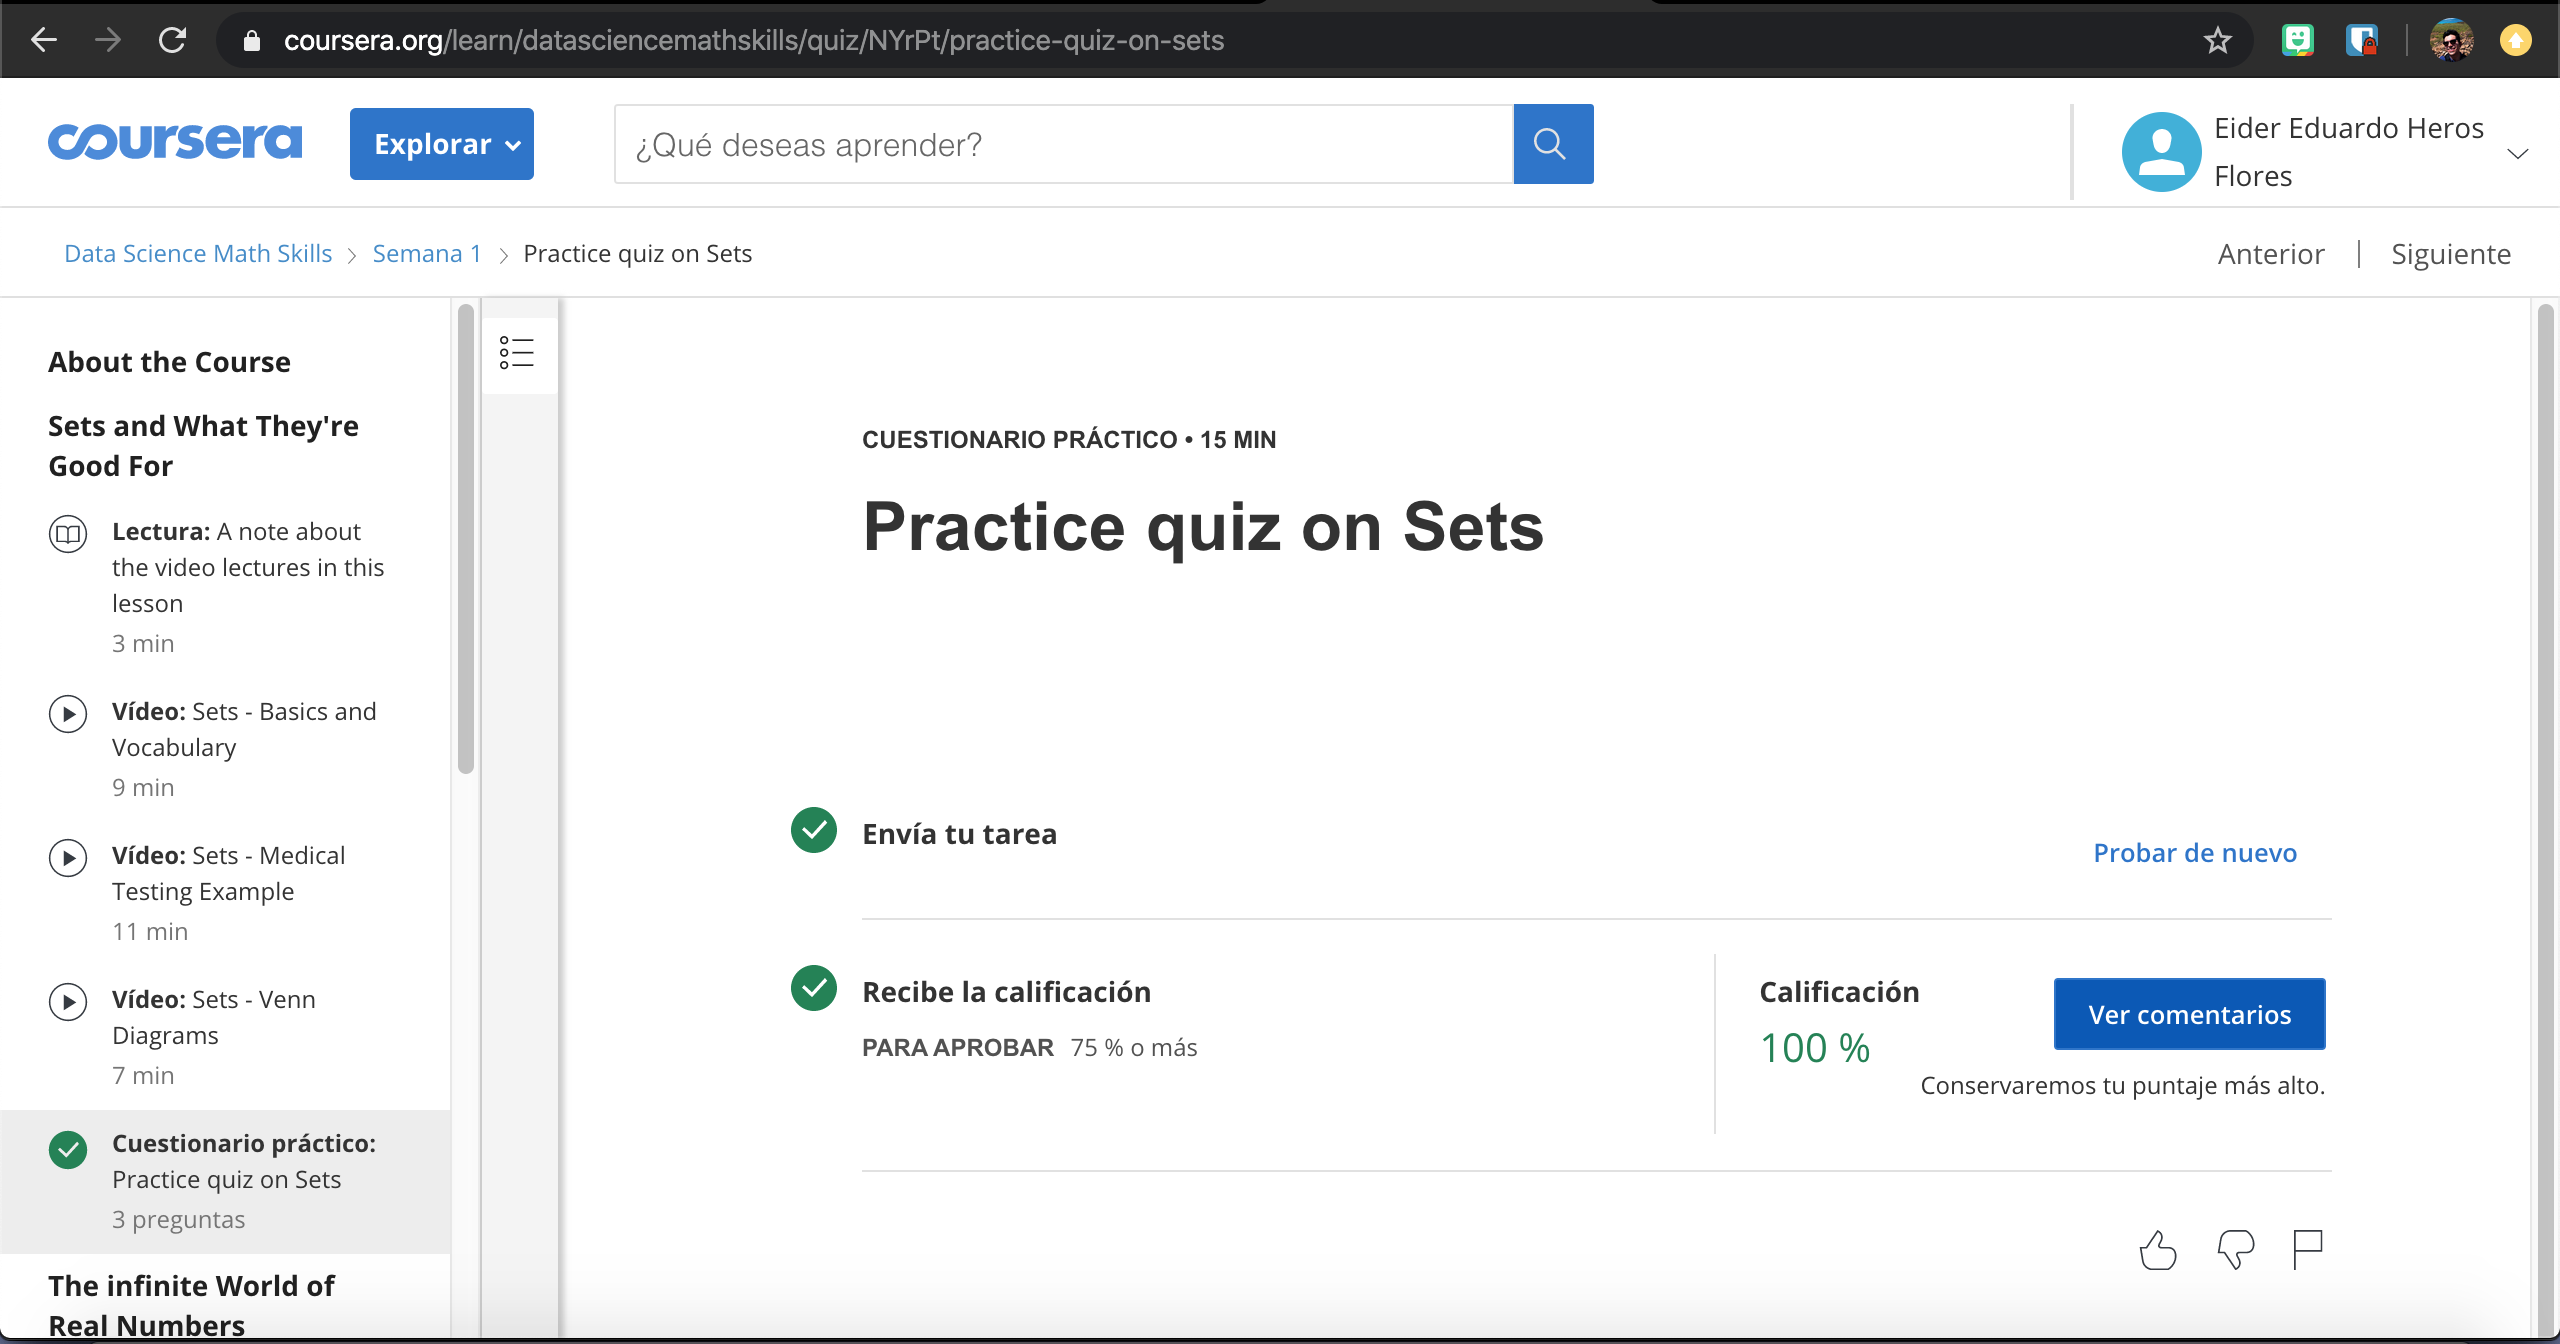 coursera.org/learn/datasciencemathskills/quiz/NYrPt/practice-quiz-on-sets
coursera
Explorar
¿Qué deseas aprender?
Eider Eduardo Heros
Flores
Data Science Math Skills > Semana 1 > Practice quiz on Sets
Anterior | Siguiente
About the Course
Sets and What They're
Good For
Lectura: A note about
the video lectures in this
lesson
3 min
Vídeo: Sets - Basics and
Vocabulary
9 min
Vídeo: Sets - Medical
Testing Example
11 min
Vídeo: Sets - Venn
Diagrams
7 min
Cuestionario práctico:
Practice quiz on Sets
3 preguntas
The infinite World of
Real Numbers
CUESTIONARIO PRÁCTICO • 15 MIN
Practice quiz on Sets
Envía tu tarea
Probar de nuevo
Recibe la calificación
PARA APROBAR 75 % o más
Calificación
100 %
Ver comentarios
Conservaremos tu puntaje más alto.